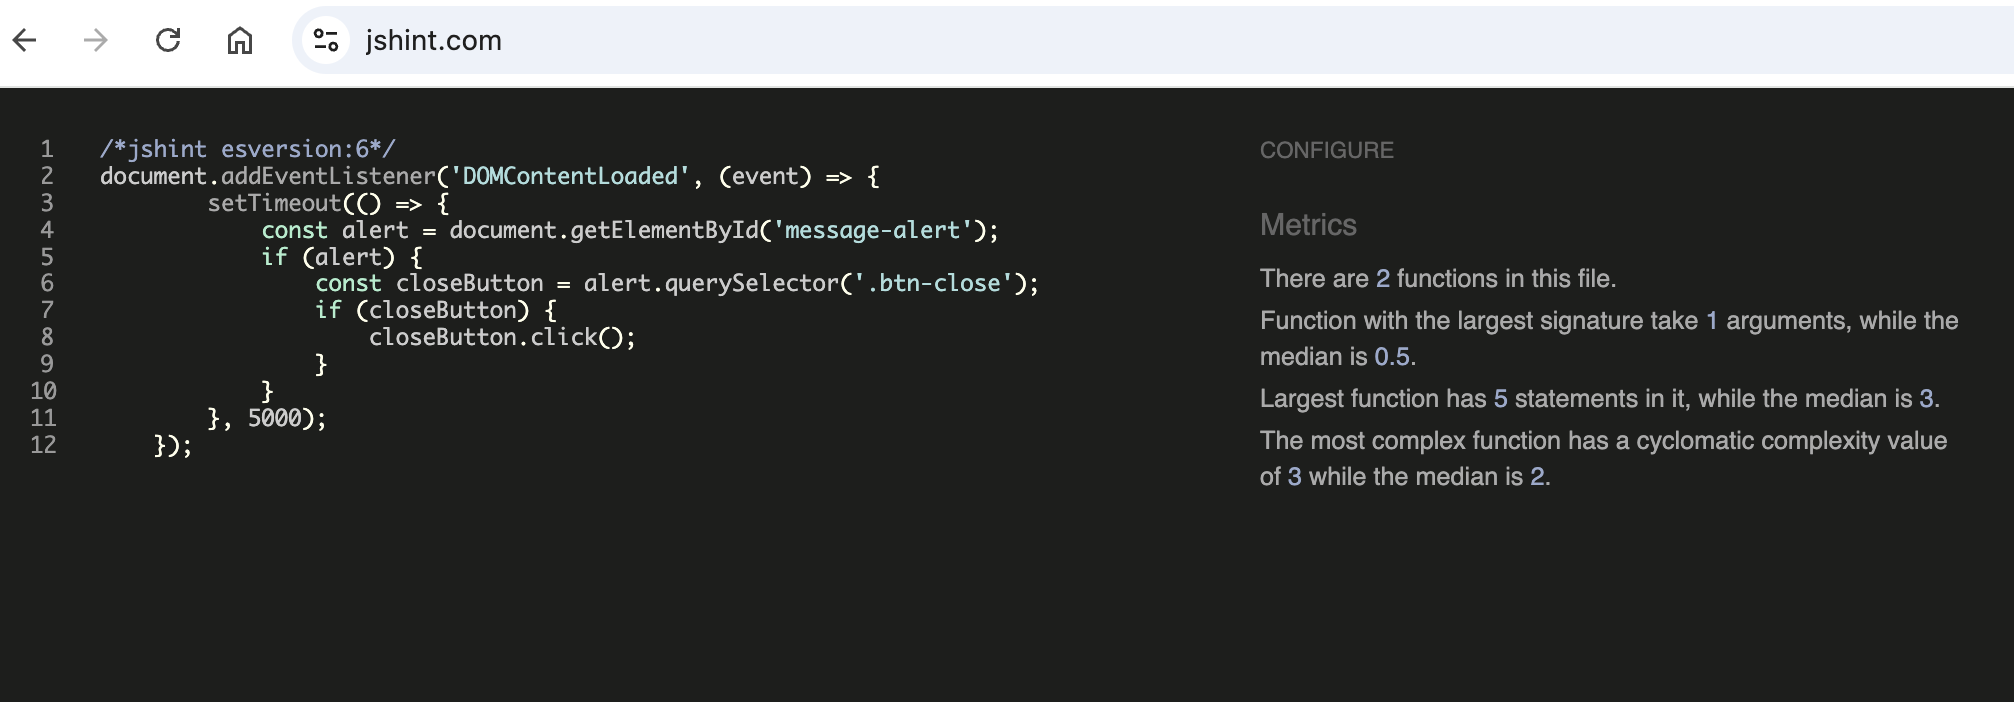 jshint.com
1 /*jshint esversion:6*/
2 document.addEventListener('DOMContentLoaded', (event) => {
3         setTimeout(() => {
4             const alert = document.getElementById('message-alert');
5             if (alert) {
6                 const closeButton = alert.querySelector('.btn-close');
7                 if (closeButton) {
8                     closeButton.click();
9                 }
10             }
11         }, 5000);
12     });
CONFIGURE
Metrics
There are 2 functions in this file.
Function with the largest signature take 1 arguments, while the
median is 0.5.
Largest function has 5 statements in it, while the median is 3.
The most complex function has a cyclomatic complexity value
of 3 while the median is 2.